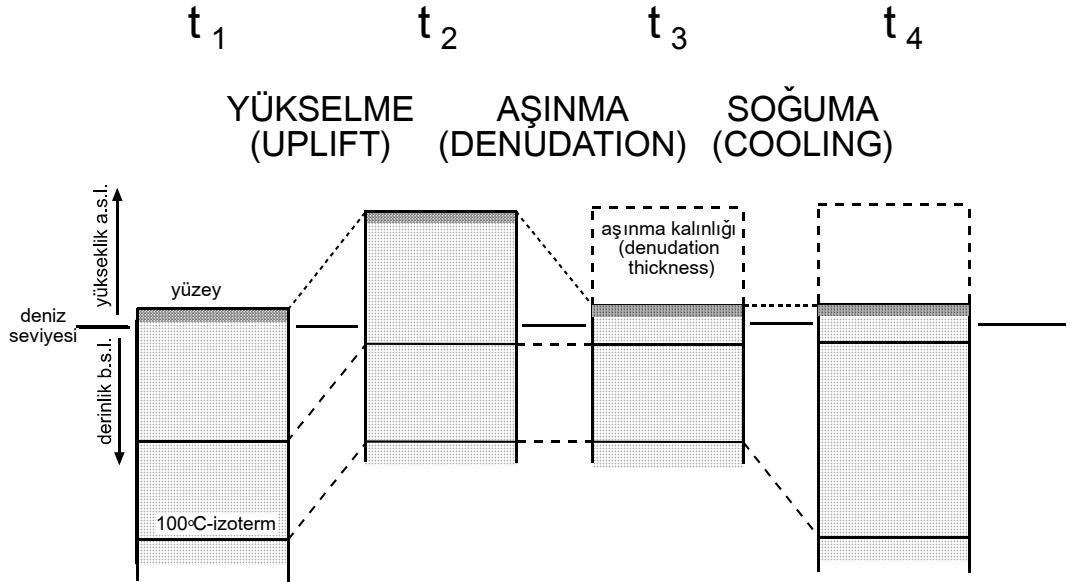 t 1 t 2 t 3 t 4
YÜKSELME AŞINMA SOĞUMA
(UPLIFT) (DENUDATION) (COOLING)
yükseklik a.s.l.
aşınma kalınlığı
(denudation
thickness)
yüzey
deniz
seviyesi
derinlik b.s.l.
100°C-izoterm